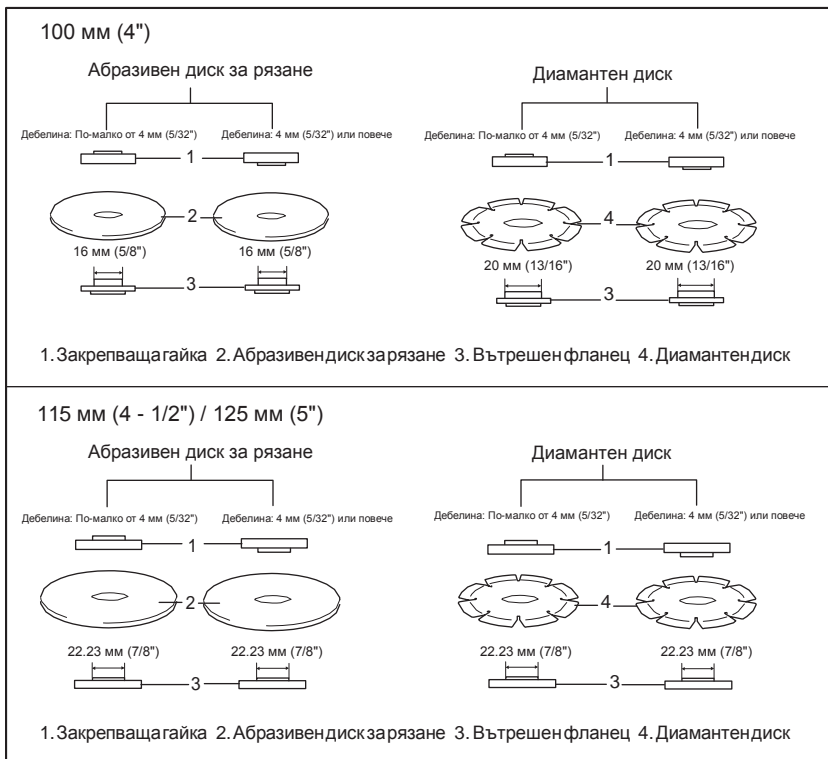 100 мм (4")
Абразивен диск за рязане
Диамантен диск
Дебелина: По-малко от 4 мм (5/32") Дебелина: 4 мм (5/32") или повече
Дебелина: По-малко от 4 мм (5/32") Дебелина: 4 мм (5/32") или повече
1
1
2
4
16 мм (5/8") 16 мм (5/8")
20 мм (13/16") 20 мм (13/16")
3
3
1. Закрепваща гайка 2. Абразивен диск за рязане 3. Вътрешен фланец 4. Диамантен диск
115 мм (4 - 1/2") / 125 мм (5")
Абразивен диск за рязане
Диамантен диск
Дебелина: По-малко от 4 мм (5/32") Дебелина: 4 мм (5/32") или повече
Дебелина: По-малко от 4 мм (5/32") Дебелина: 4 мм (5/32") или повече
1
1
2
4
22.23 мм (7/8") 22.23 мм (7/8")
22.23 мм (7/8") 22.23 мм (7/8")
3
3
1. Закрепваща гайка 2. Абразивен диск за рязане 3. Вътрешен фланец 4. Диамантен диск